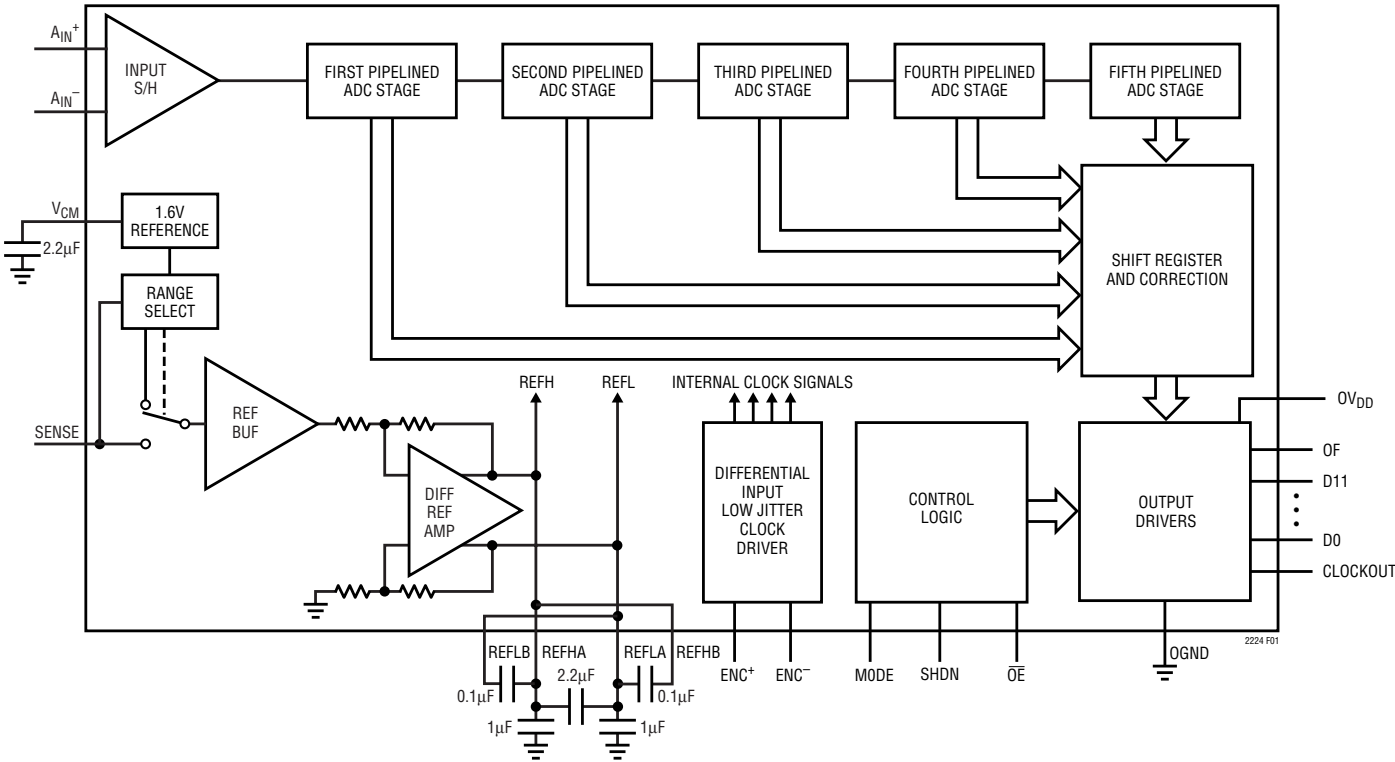 AIN+
AIN–
INPUT
S/H
FIRST PIPELINED
ADC STAGE
SECOND PIPELINED
ADC STAGE
THIRD PIPELINED
ADC STAGE
FOURTH PIPELINED
ADC STAGE
FIFTH PIPELINED
ADC STAGE
VCM
2.2µF
1.6V
REFERENCE
RANGE
SELECT
SHIFT REGISTER
AND CORRECTION
SENSE
REF
BUF
DIFF
REF
AMP
REFH
REFL
INTERNAL CLOCK SIGNALS
DIFFERENTIAL
INPUT
LOW JITTER
CLOCK
DRIVER
CONTROL
LOGIC
OUTPUT
DRIVERS
OVDD
OF
D11
D0
CLOCKOUT
2224 F01
REFLB
REFHA
REFLA
REFHB
2.2µF
0.1µF
0.1µF
1µF
1µF
ENC+
ENC–
MODE
SHDN
O̅E̅
OGND